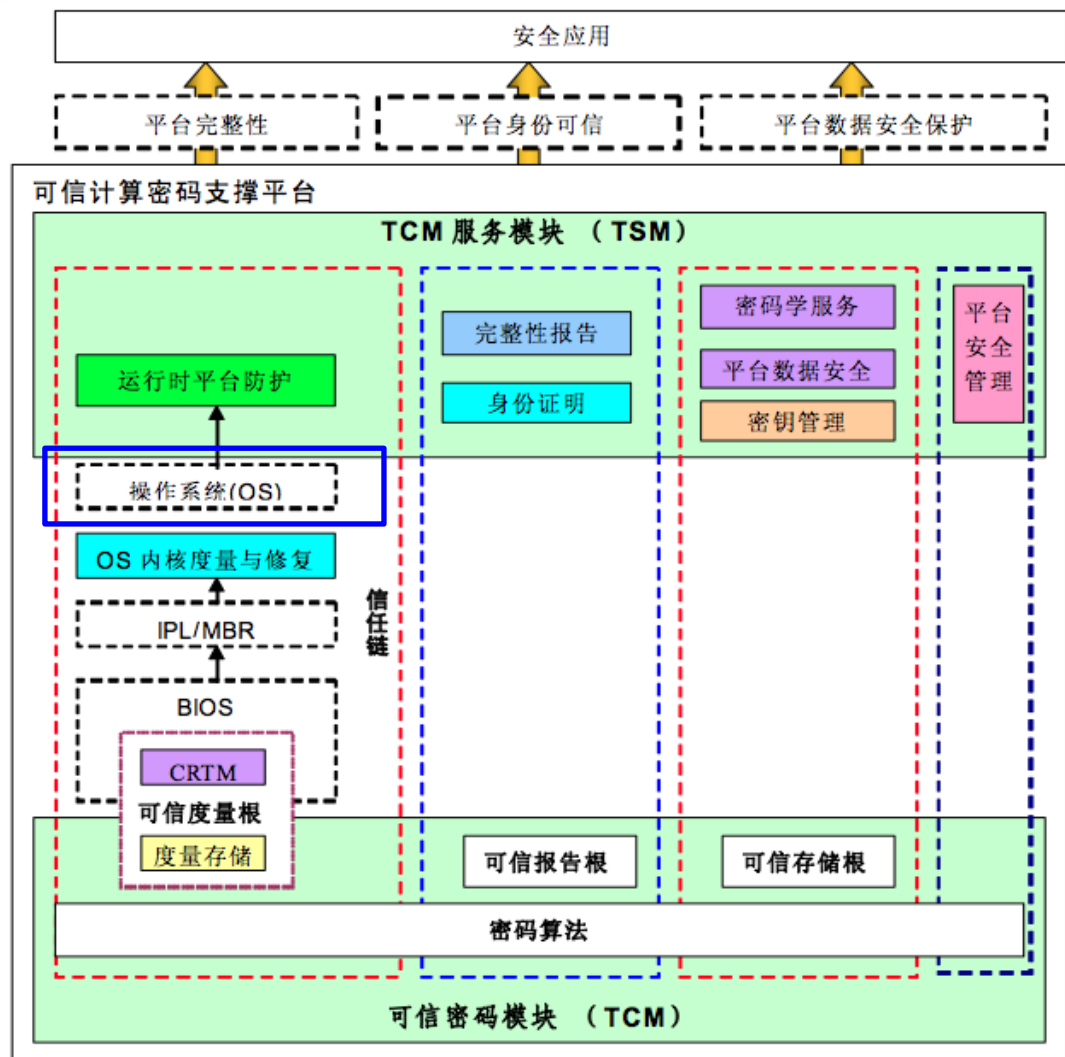 安全应用
平台完整性
平台身份可信
平台数据安全保护
可信计算密码支撑平台
TCM 服务模块 （TSM）
运行时平台防护
操作系统(OS)
OS 内核度量与修复
IPL/MBR
BIOS
CRTM
可信度量根
度量存储
信任链
完整性报告
身份证明
可信报告根
密码学服务
平台数据安全
密钥管理
可信存储根
平台
安全
管理
密码算法
可信密码模块 （TCM）